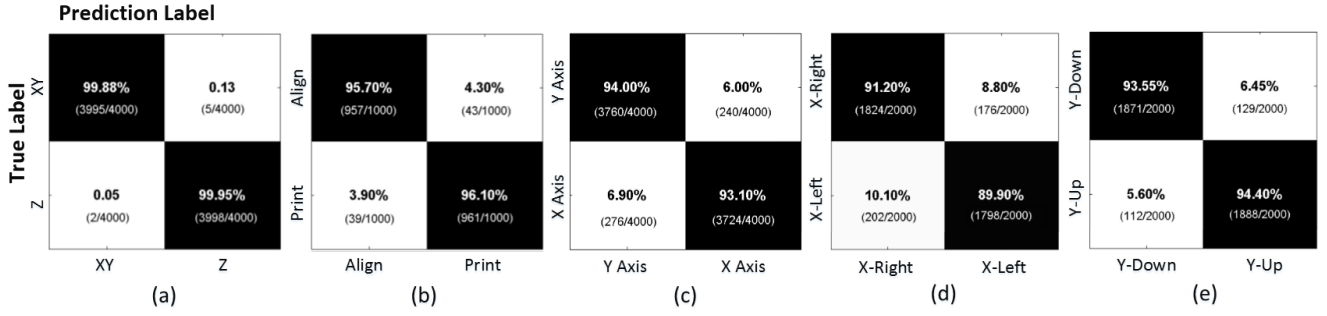 Prediction Label
True Label
XY
99.88%
(3995/4000)
0.13
(5/4000)
Z
0.05
(2/4000)
99.95%
(3998/4000)
XY
Z
(a)
Align
95.70%
(957/1000)
4.30%
(43/1000)
Print
3.90%
(39/1000)
96.10%
(961/1000)
Align
Print
(b)
Y Axis
94.00%
(3760/4000)
6.00%
(240/4000)
X Axis
6.90%
(276/4000)
93.10%
(3724/4000)
Y Axis
X Axis
(c)
X-Right
91.20%
(1824/2000)
8.80%
(176/2000)
X-Left
10.10%
(202/2000)
89.90%
(1798/2000)
X-Right
X-Left
(d)
Y-Down
93.55%
(1871/2000)
6.45%
(129/2000)
Y-Up
5.60%
(112/2000)
94.40%
(1888/2000)
Y-Down
Y-Up
(e)